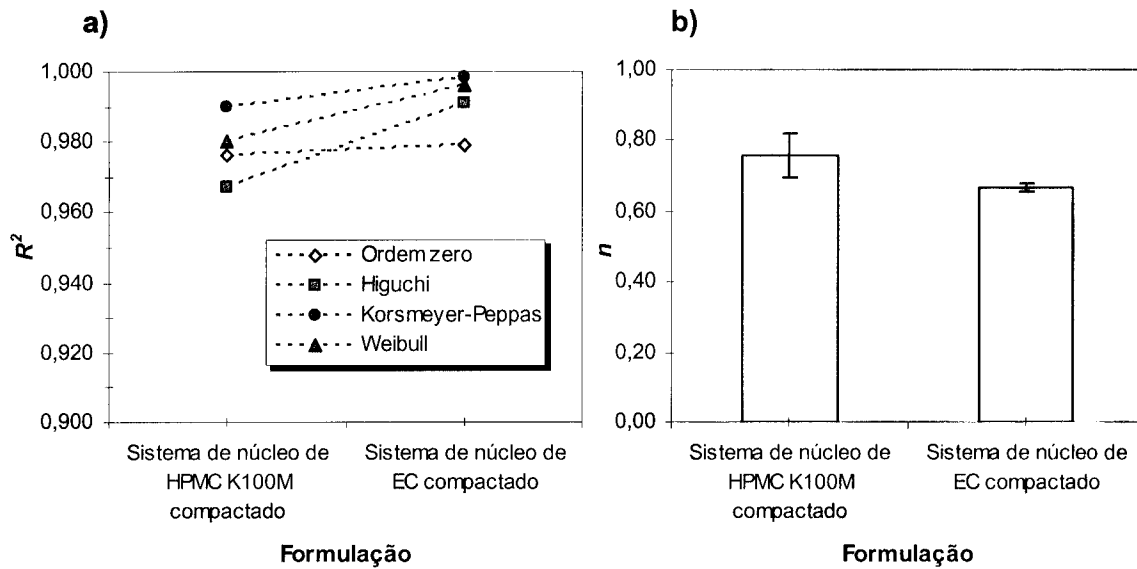 a)
1,000
0,980
0,960
0,940
0,920
0,900
R²
Ordem zero
Higuchi
Korsmeyer-Peppas
Weibull
Sistema de núcleo de
HPMC K100M
compactado
Sistema de núcleo de
EC compactado
Formulação
b)
1,00
0,80
0,60
0,40
0,20
0,00
n
Sistema de núcleo de
HPMC K100M
compactado
Sistema de núcleo de
EC compactado
Formulação